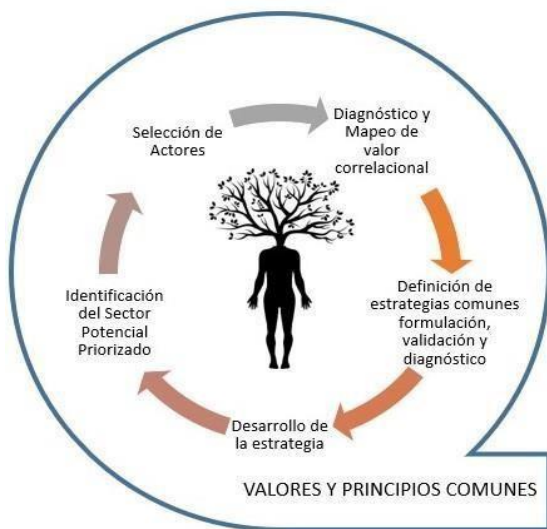 Selección de
Actores
Diagnóstico y
Mapeo de
valor
correlacional
Definición de
estrategias comunes
formulación,
validación y
diagnóstico
Desarrollo de
la estrategia
Identificación
del Sector
Potencial
Priorizado
VALORES Y PRINCIPIOS COMUNES